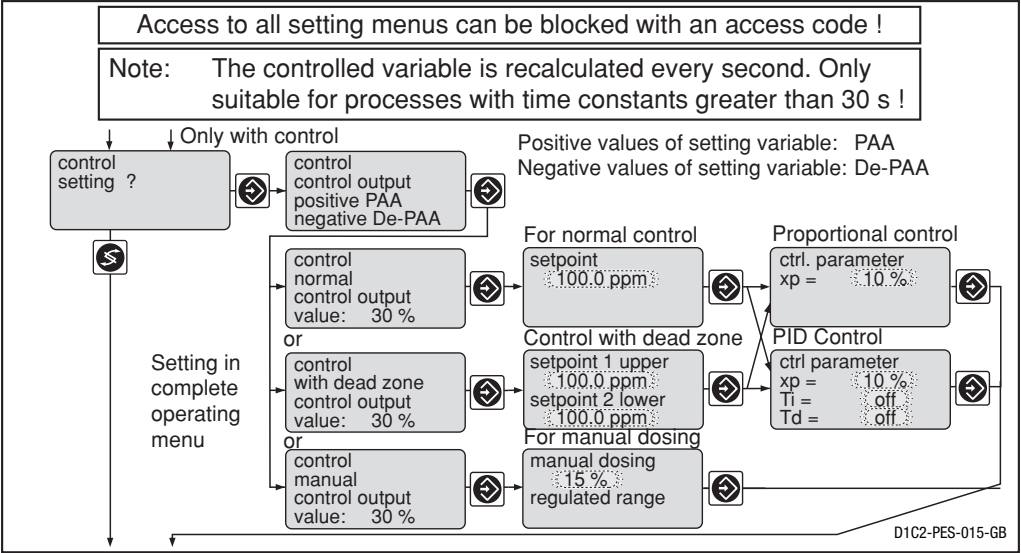 Access to all setting menus can be blocked with an access code !
Note: The controlled variable is recalculated every second. Only
suitable for processes with time constants greater than 30 s !
Only with control
Positive values of setting variable: PAA
Negative values of setting variable: De-PAA
control
setting ?
control
control output
positive PAA
negative De-PAA
For normal control
Proportional control
control
normal
control output
value: 30 %
setpoint
100.0 ppm
ctrl. parameter
xp = 10 %
or
Control with dead zone
PID Control
Setting in
complete
operating
menu
control
with dead zone
control output
value: 30 %
setpoint 1 upper
100.0 ppm
setpoint 2 lower
100.0 ppm
ctrl parameter
xp = 10 %
Ti = off
Td = off
or
For manual dosing
control
manual
control output
value: 30 %
manual dosing
15 %
regulated range
D1C2-PES-015-GB